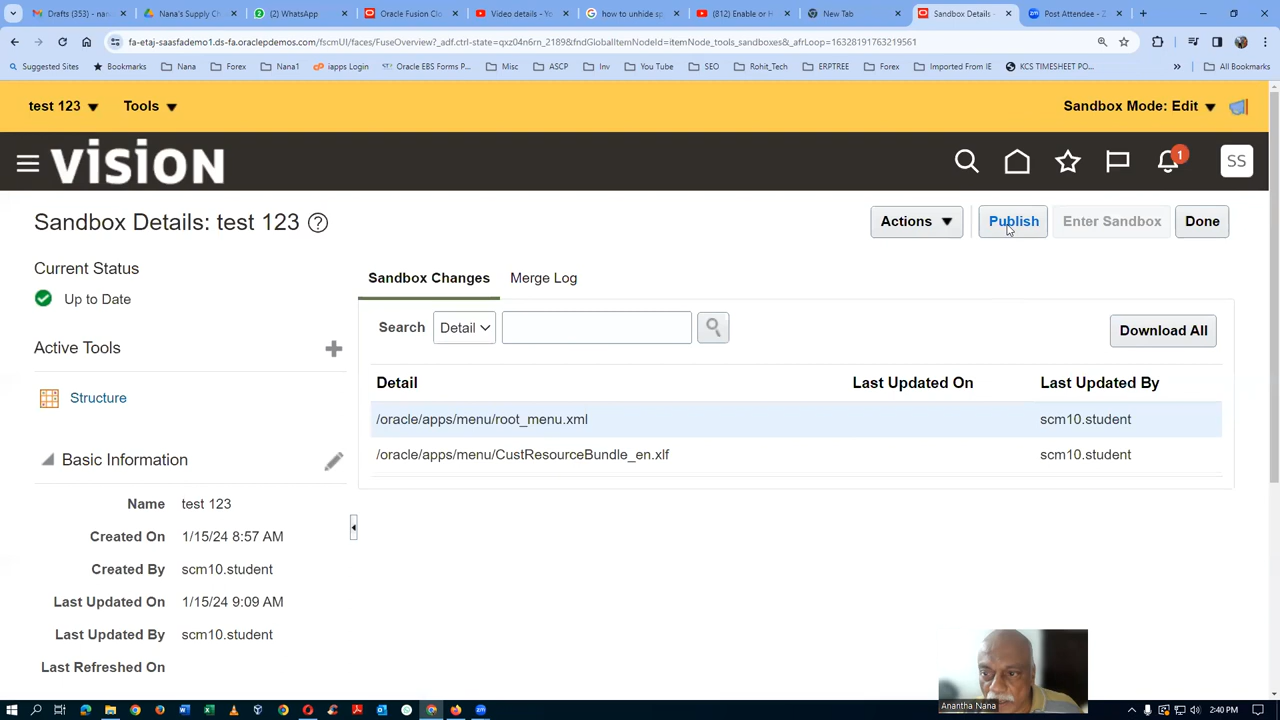 Drafts (353) - nan
Nana's Supply C
(2) WhatsApp
Oracle Fusion Clo
Video details - Yo
how to unhide sp
(812) Enable or H
New Tab
Sandbox Details -
Post Attendee - Z
fa-etaj-saasfademo1.ds-fa.oraclepdemos.com/fscmUI/faces/FuseOverview?_adf.ctrl-state=qxz04n6rn_2189&fndGlobalItemNodeId=itemNode_tools_sandboxes&_afrLoop=16328191763219561
Suggested Sites
Bookmarks
Nana
Forex
Nana1
iapps Login
Oracle EBS Forms P...
Misc
ASCP
Inv
You Tube
SEO
Rohit_Tech
ERPTREE
Forex
Imported From IE
KCS TIMESHEET PO...
All Bookmarks
test 123
Tools
Sandbox Mode: Edit
VISION
1
SS
Sandbox Details: test 123
Actions
Publish
Enter Sandbox
Done
Current Status
Up to Date
Active Tools
Structure
Basic Information
Name test 123
Created On 1/15/24 8:57 AM
Created By scm10.student
Last Updated On 1/15/24 9:09 AM
Last Updated By scm10.student
Last Refreshed On
Sandbox Changes
Merge Log
Search
Detail
Download All
Detail Last Updated On Last Updated By
/oracle/apps/menu/root_menu.xml scm10.student
/oracle/apps/menu/CustResourceBundle_en.xlf scm10.student
Anantha Nana
2:40 PM